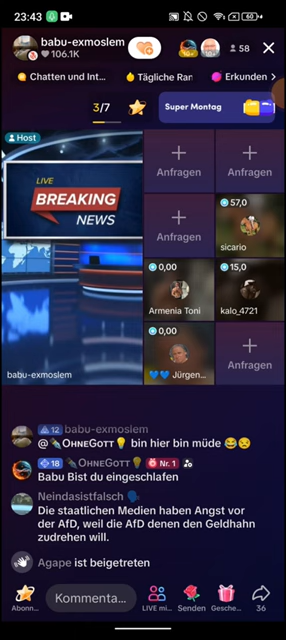 23:43
60
babu-exmoslem
106.1K
58
Chatten und Int...
Tägliche Ran
Erkunden >
3/7
Super Montag
Host
LIVE
BREAKING
NEWS
babu-exmoslem
Anfragen
Anfragen
Anfragen
57,0
sicario
0,00
Armenia Toni
15,0
kalo_4721
0,00
💙💙 Jürgen...
Anfragen
12 babu-exmoslem
@✒️OHNEGOTT💡 bin hier bin müde 😂😒
18 ✒️OHNEGOTT💡 Nr. 1
Babu Bist du eingeschlafen
Neindasistfalsch 🗣️
Die staatlichen Medien haben Angst vor
der AfD, weil die AfD denen den Geldhahn
zudrehen will.
Agape ist beigetreten
Kommenta...
Abonn...
LIVE mi...
Senden
Gesche...
36